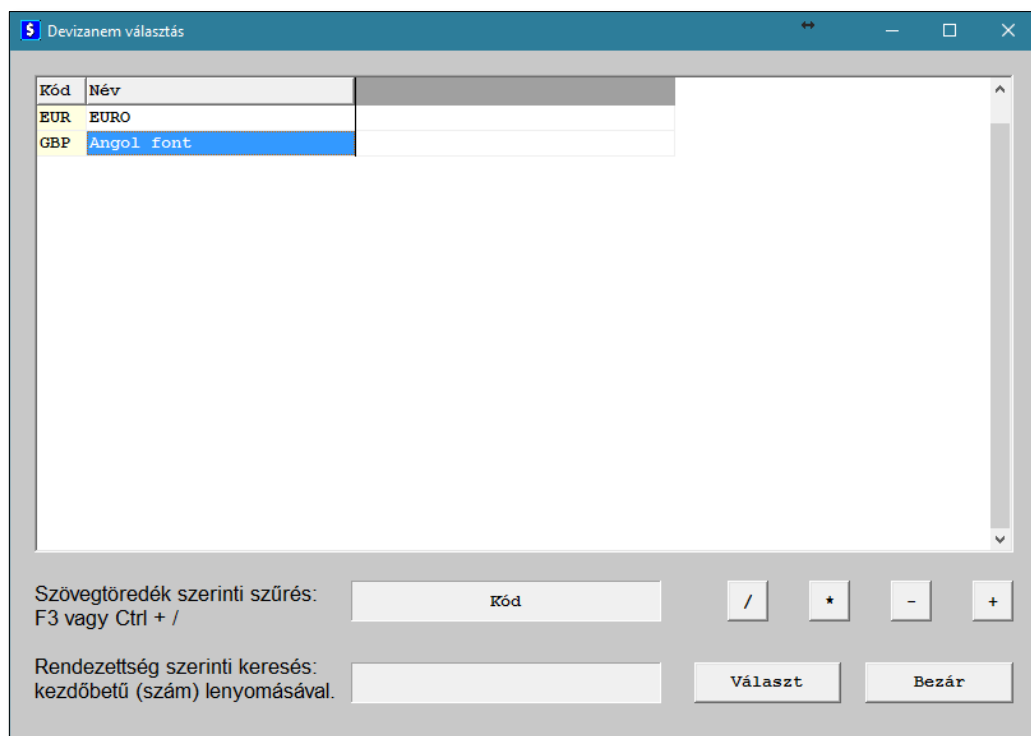 $ Devizanem választás
Kód Név
EUR EURO
GBP Angol font
Szövegtöredék szerinti szűrés:
F3 vagy Ctrl + /
Kód
/ * - +
Rendezettség szerinti keresés:
kezdőbetű (szám) lenyomásával.
Választ Bezár